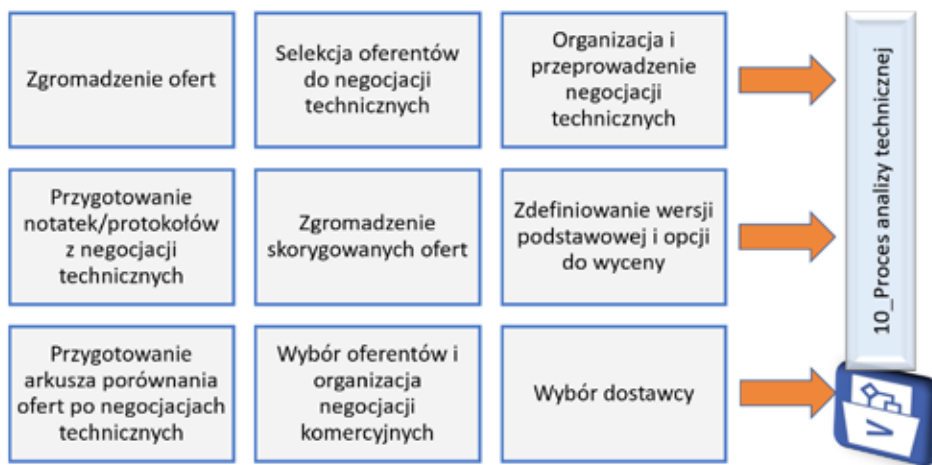 Zgromadzenie ofert
Selekcja oferentów
do negocjacji
technicznych
Organizacja i
przeprowadzenie
negocjacji
technicznych
Przygotowanie
notatek/protokołów
z negocjacji
technicznych
Zgromadzenie
skorygowanych ofert
Zdefiniowanie wersji
podstawowej i opcji
do wyceny
Przygotowanie
arkusza porównania
ofert po negocjacjach
technicznych
Wybór oferentów i
organizacja
negocjacji
komercyjnych
Wybór dostawcy
10_Proces analizy technicznej
V